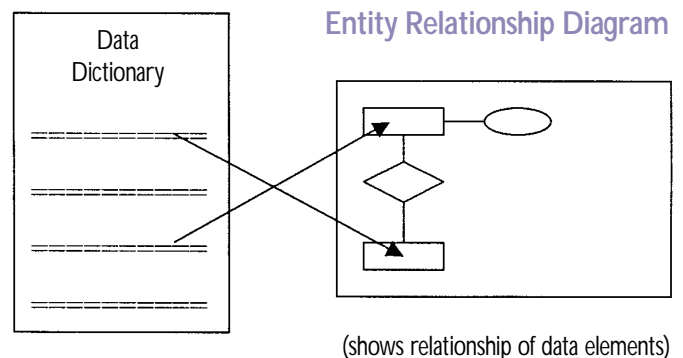 Entity Relationship Diagram
Data
Dictionary
(shows relationship of data elements)